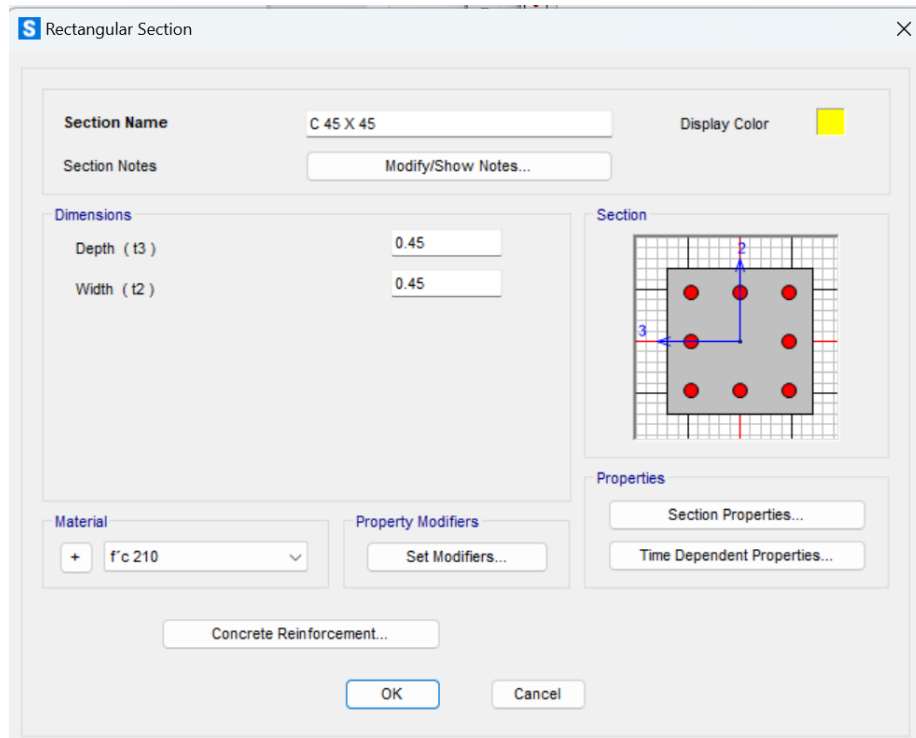 S Rectangular Section
Section Name
C 45 X 45
Display Color
Section Notes
Modify/Show Notes...
Dimensions
Depth ( t3 )
0.45
Width ( t2 )
0.45
Section
2
3
Properties
Section Properties...
Time Dependent Properties...
Material
+
f´c 210
Property Modifiers
Set Modifiers...
Concrete Reinforcement...
OK
Cancel